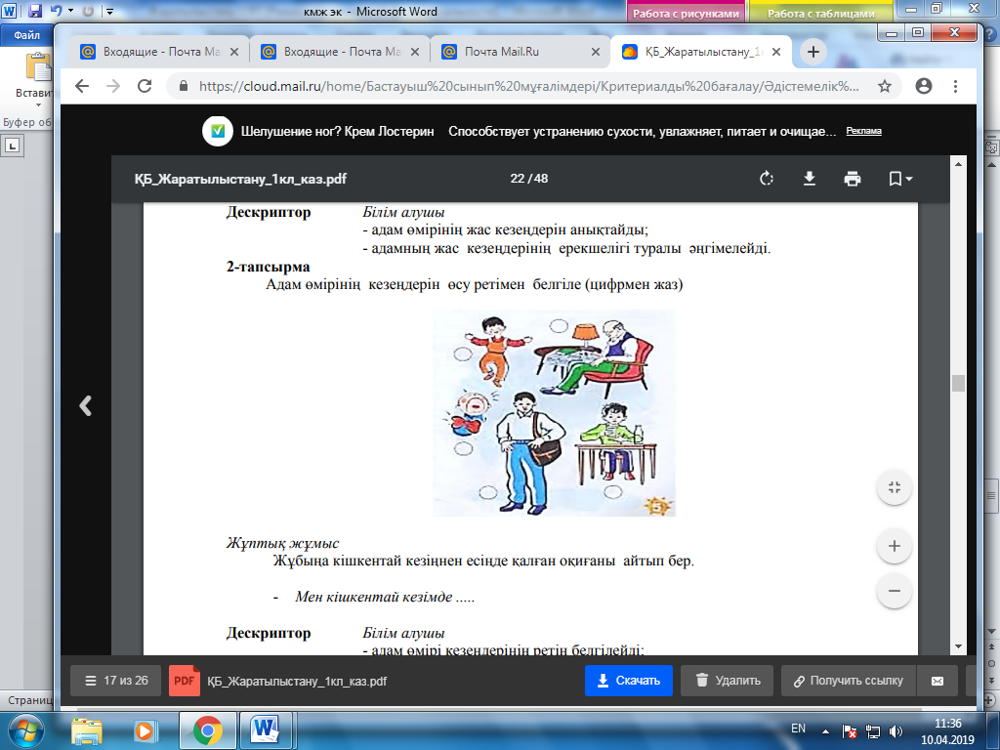 кмж эк - Microsoft Word
Работа с рисунками
Работа с таблицами
Файл
Входящие - Почта Ma
Входящие - Почта Ma
Почта Mail.Ru
ҚБ_Жаратылыстану_1
https://cloud.mail.ru/home/Бастауыш%20сынып%20мұғалімдері/Критериалды%20бағалау/Әдістемелік%...
Встави
Буфер об
Шелушение ног? Крем Лостерин Способствует устранению сухости, увлажняет, питает и очищае... Реклама
ҚБ_Жаратылыстану_1кл_каз.pdf
22 / 48
Дескриптор Білім алушы
- адам өмірінің жас кезеңдерін анықтайды;
- адамның жас кезеңдерінің ерекшелігі туралы әңгімелейді.
2-тапсырма
Адам өмірінің кезеңдерін өсу ретімен белгіле (цифрмен жаз)
Жұптық жұмыс
Жұбыңа кішкентай кезіңнен есіңде қалған оқиғаны айтып бер.
- Мен кішкентай кезімде .....
Дескриптор Білім алушы
- адам өмірі кезеңдерінің ретін белгілейді;
17 из 26
PDF
ҚБ_Жаратылыстану_1кл_каз.pdf
Скачать
Удалить
Получить ссылку
Страниц
EN
11:36
10.04.2019